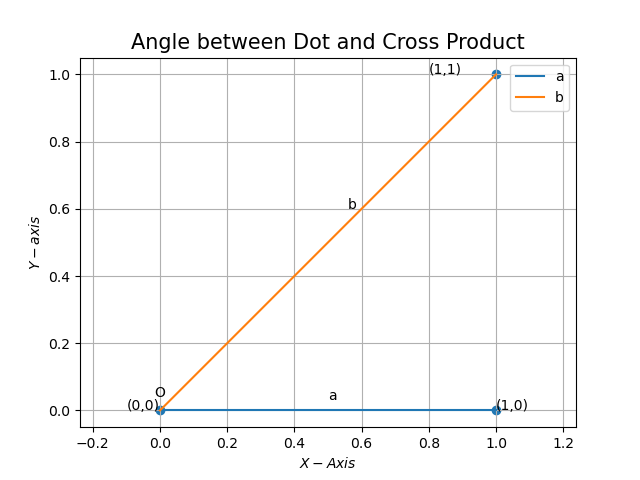 Angle between Dot and Cross Product
a
b
(1,1)
b
O
(0,0)
a
(1,0)
Y − axis
1.0
0.8
0.6
0.4
0.2
0.0
−0.2 0.0 0.2 0.4 0.6 0.8 1.0 1.2
X − Axis